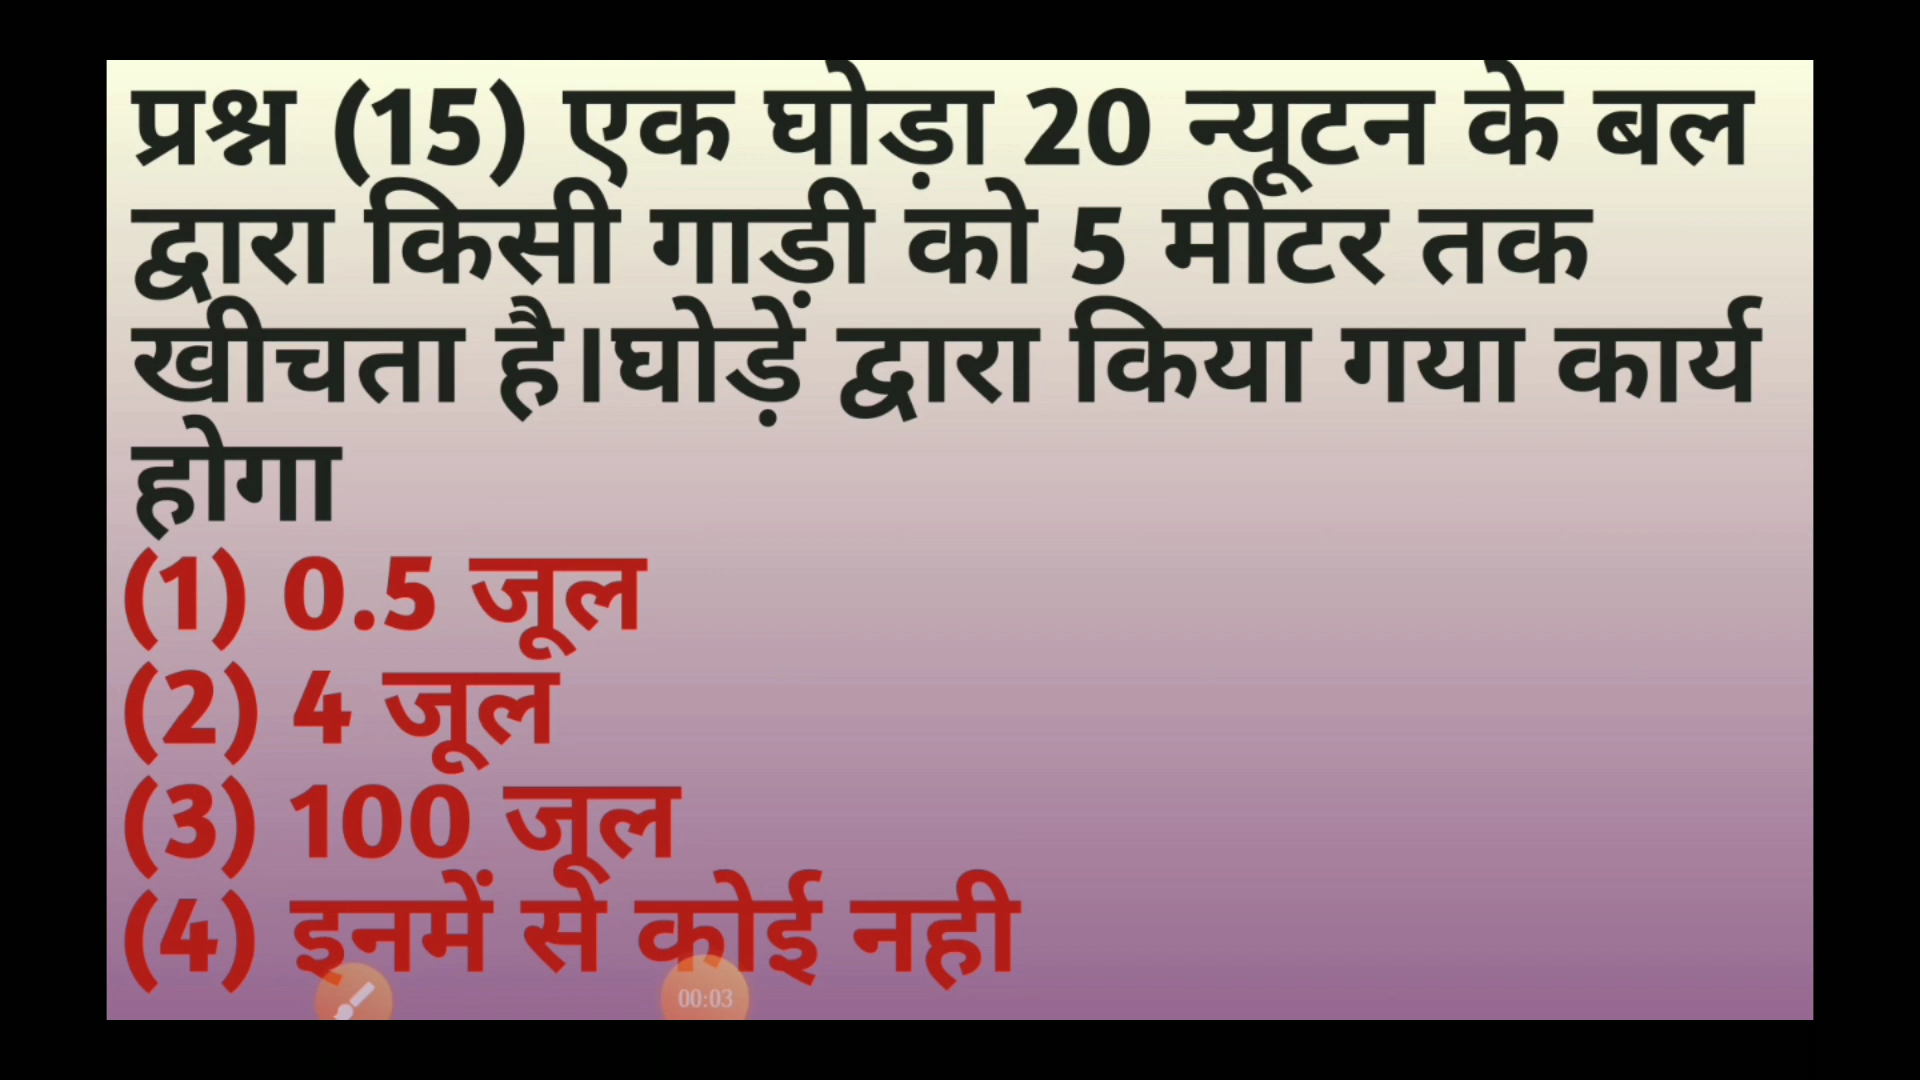 प्रश्न (15) एक घोड़ा 20 न्यूटन के बल
द्वारा किसी गाड़ी को 5 मीटर तक
खीचता है।घोड़ें द्वारा किया गया कार्य
होगा
(1) 0.5 जूल
(2) 4 जूल
(3) 100 जूल
(4) इनमें से कोई नही
00:03